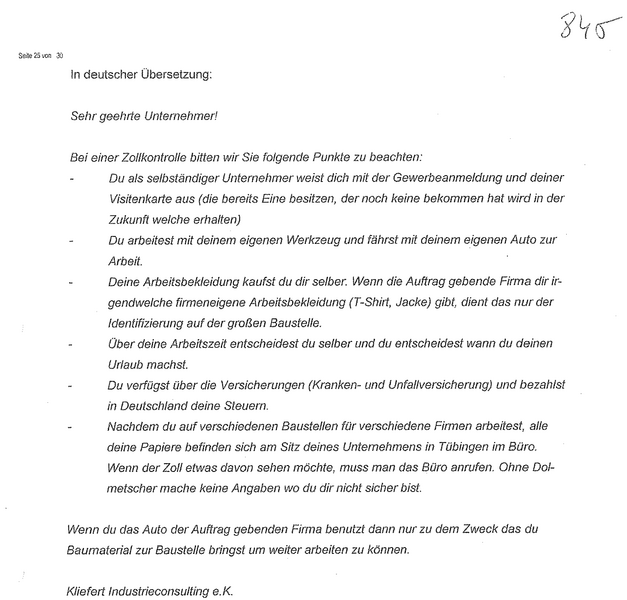 845
Seite 25 von 30
In deutscher Übersetzung:
Sehr geehrte Unternehmer!
Bei einer Zollkontrolle bitten wir Sie folgende Punkte zu beachten:
- Du als selbständiger Unternehmer weist dich mit der Gewerbeanmeldung und deiner
Visitenkarte aus (die bereits Eine besitzen, der noch keine bekommen hat wird in der
Zukunft welche erhalten)
- Du arbeitest mit deinem eigenen Werkzeug und fährst mit deinem eigenen Auto zur
Arbeit.
- Deine Arbeitsbekleidung kaufst du dir selber. Wenn die Auftrag gebende Firma dir ir-
gendwelche firmeneigene Arbeitsbekleidung (T-Shirt, Jacke) gibt, dient das nur der
Identifizierung auf der großen Baustelle.
- Über deine Arbeitszeit entscheidest du selber und du entscheidest wann du deinen
Urlaub machst.
- Du verfügst über die Versicherungen (Kranken- und Unfallversicherung) und bezahlst
in Deutschland deine Steuern.
- Nachdem du auf verschiedenen Baustellen für verschiedene Firmen arbeitest, alle
deine Papiere befinden sich am Sitz deines Unternehmens in Tübingen im Büro.
Wenn der Zoll etwas davon sehen möchte, muss man das Büro anrufen. Ohne Dol-
metscher mache keine Angaben wo du dir nicht sicher bist.
Wenn du das Auto der Auftrag gebenden Firma benutzt dann nur zu dem Zweck das du
Baumaterial zur Baustelle bringst um weiter arbeiten zu können.
Kliefert Industrieconsulting e.K.